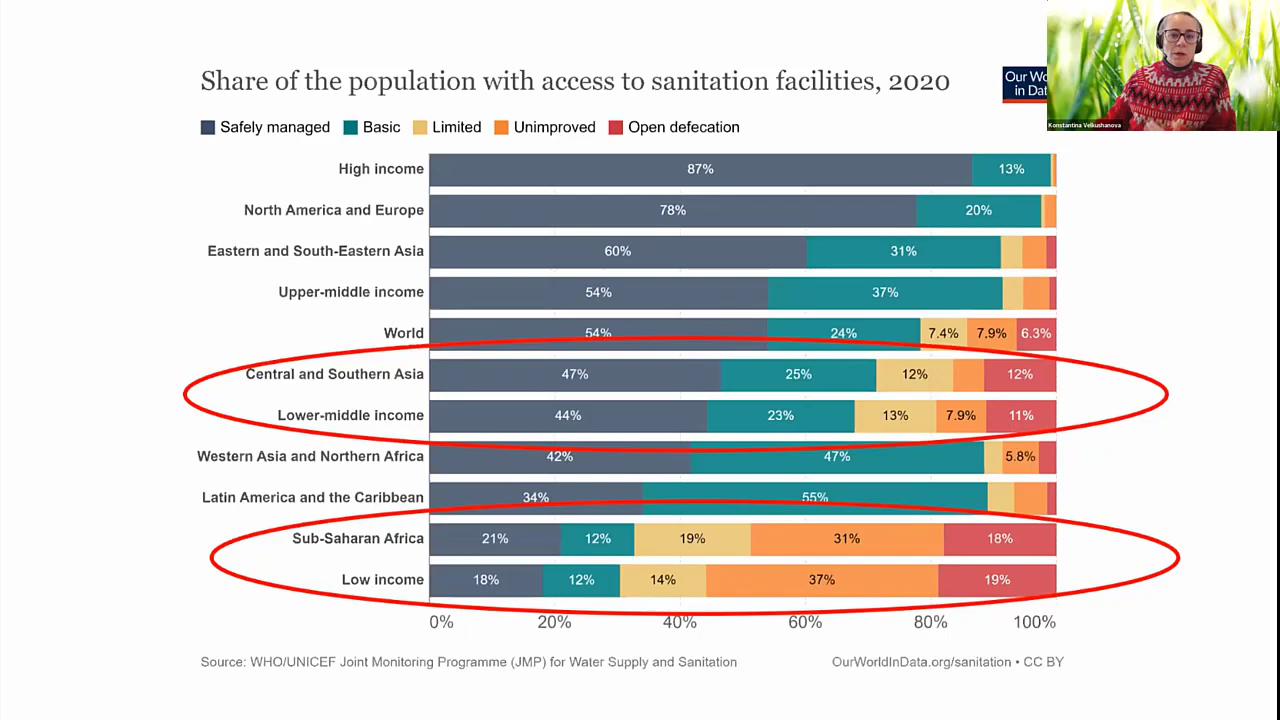 Share of the population with access to sanitation facilities, 2020
Our Wo
in Dat
Konstantina Velkushanova
Safely managed Basic Limited Unimproved Open defecation
High income 87% 13%
North America and Europe 78% 20%
Eastern and South-Eastern Asia 60% 31%
Upper-middle income 54% 37%
World 54% 24% 7.4% 7.9% 6.3%
Central and Southern Asia 47% 25% 12% 12%
Lower-middle income 44% 23% 13% 7.9% 11%
Western Asia and Northern Africa 42% 47% 5.8%
Latin America and the Caribbean 34% 55%
Sub-Saharan Africa 21% 12% 19% 31% 18%
Low income 18% 12% 14% 37% 19%
0% 20% 40% 60% 80% 100%
Source: WHO/UNICEF Joint Monitoring Programme (JMP) for Water Supply and Sanitation
OurWorldInData.org/sanitation • CC BY